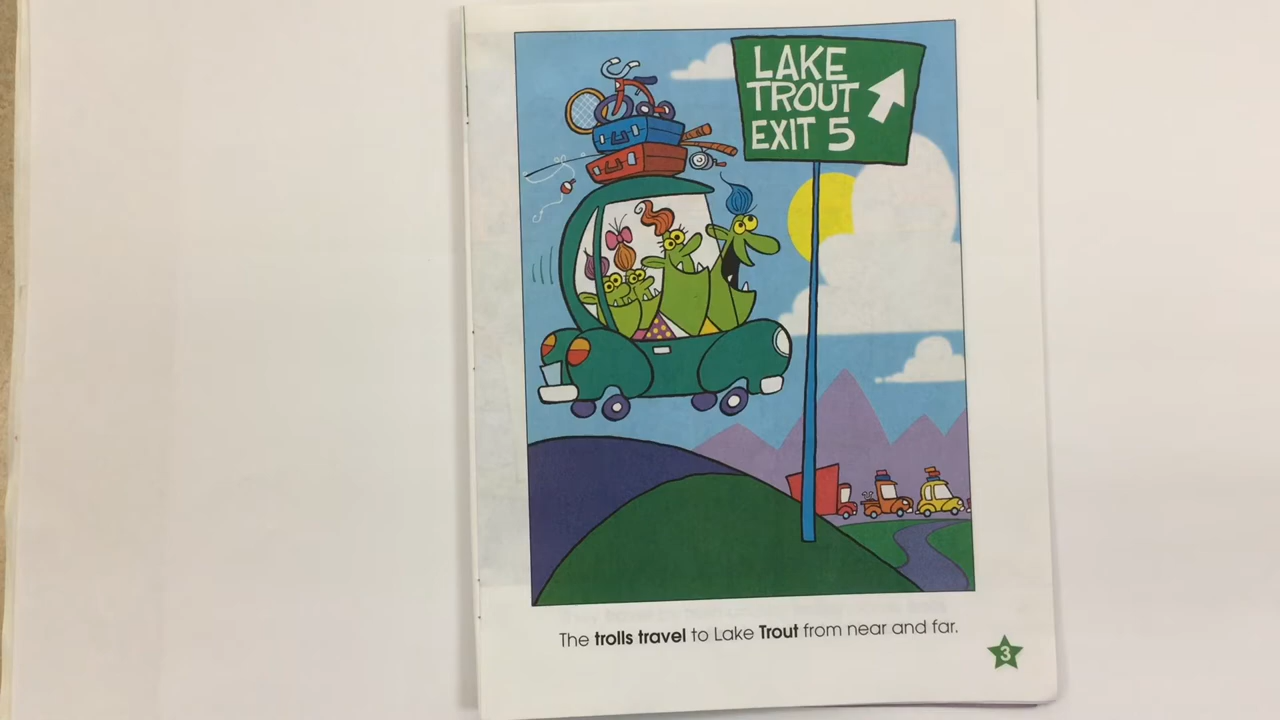 LAKE
TROUT
EXIT 5
The trolls travel to Lake Trout from near and far.
3